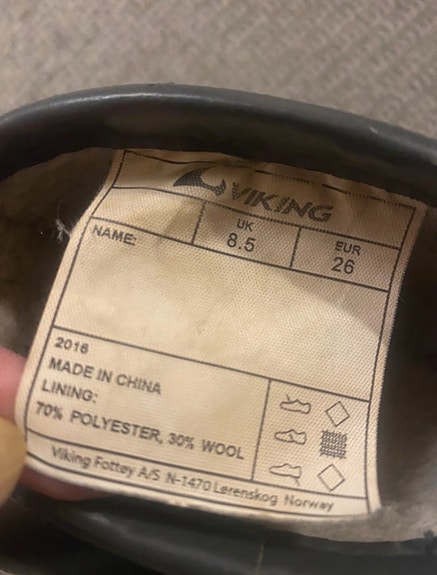 VIKING
NAME:
UK
8.5
EUR
26
2016
MADE IN CHINA
LINING:
70% POLYESTER, 30% WOOL
Viking Fottøy A/S N-1470 Lørenskog Norway